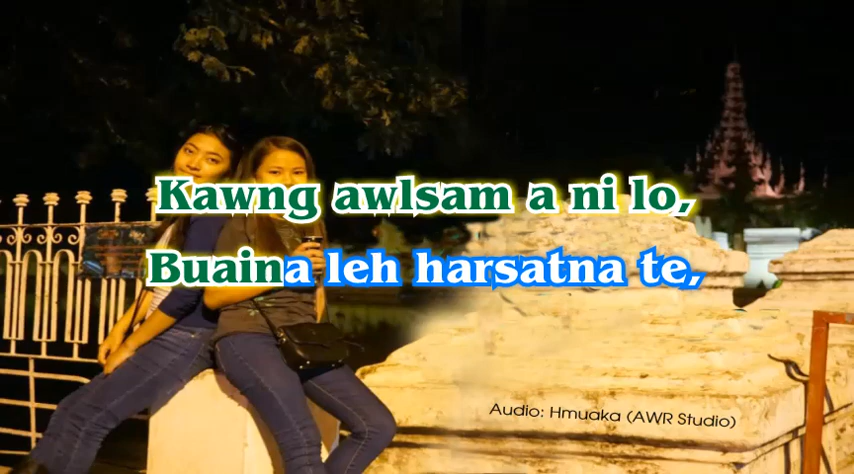 Kawng awlsam a ni lo,
Buaina leh harsatna te,
Audio: Hmuaka (AWR Studio)